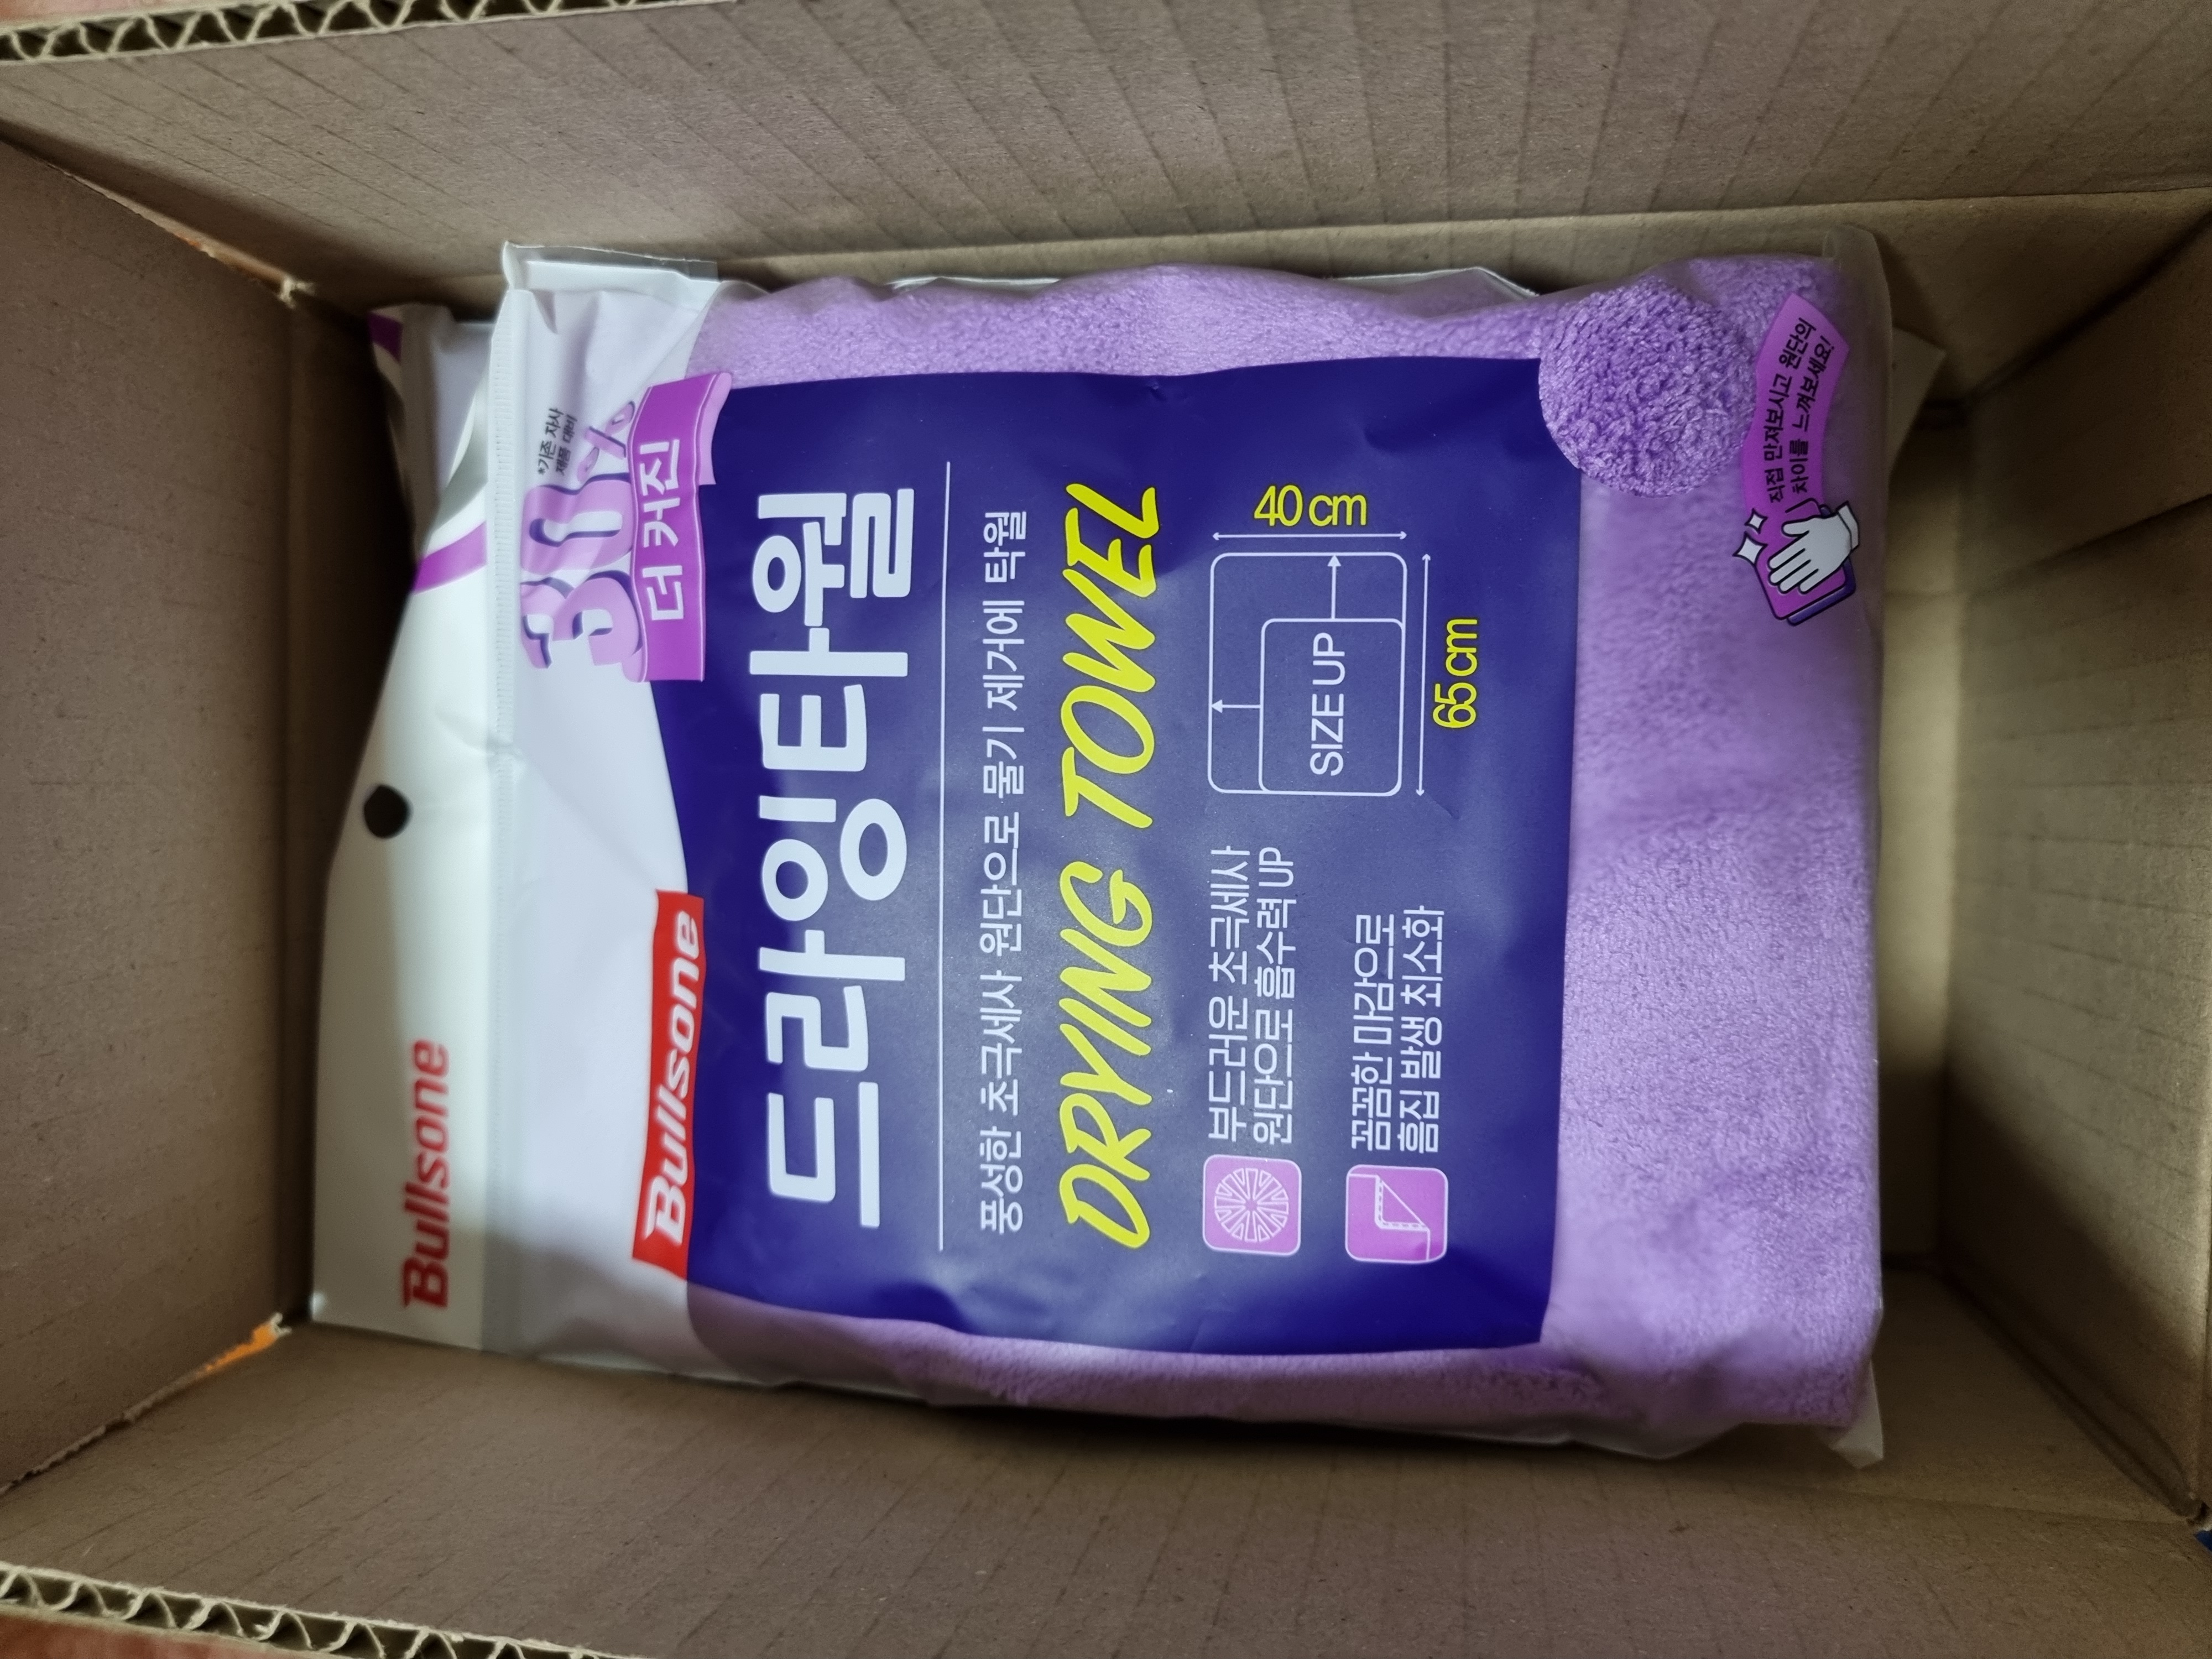 Bullsone
*기존 자사
제품 대비
30%
더 커진
Bullsone
드라잉타월
풍성한 초극세사 원단으로 물기 제거에 탁월
DRYING TOWEL
부드러운 초극세사
원단으로 흡수력 UP
꼼꼼한 마감으로
흠집 발생 최소화
40 cm
SIZE UP
65 cm
직접 만져보시고 원단의
차이를 느껴보세요!